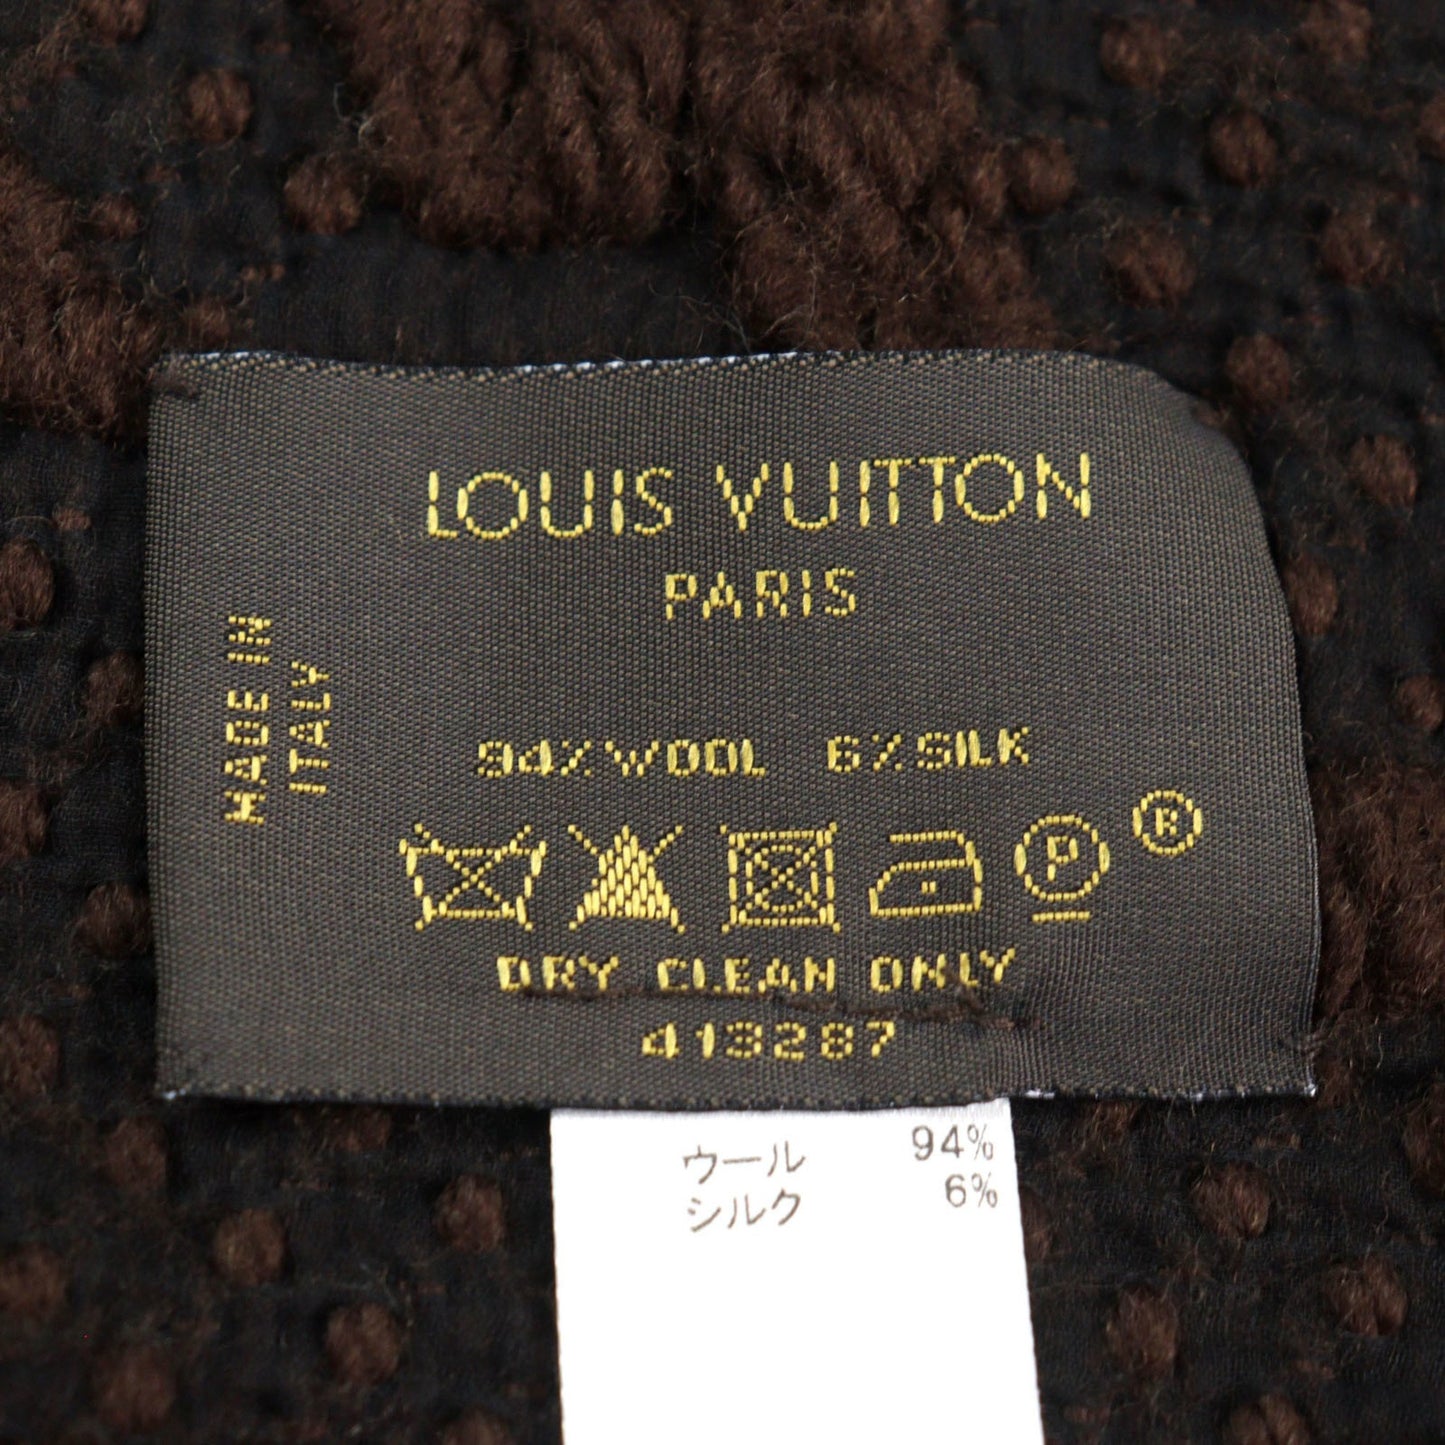 LOUIS VUITTON
PARIS
MADE IN
ITALY
94%WOOL 6%SILK
P ®
DRY CLEAN ONLY
413287
ウール 94%
シルク 6%